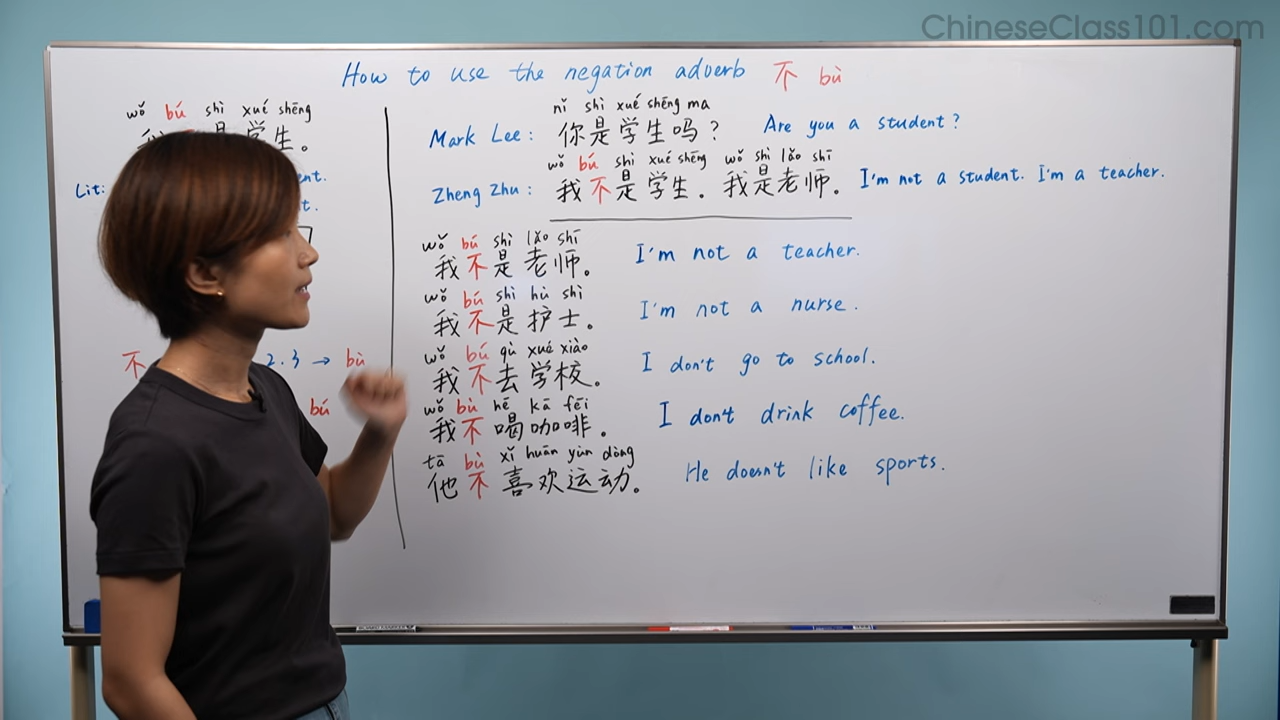 ChineseClass101.com
How to use the negation adverb 不 bù
wǒ bú shì xué shēng
我 是学生。
Lit:
不 2.3 → bù
bú
nǐ shì xué shēng ma
Mark Lee: 你是学生吗? Are you a student?
wǒ bú shì xué shēng wǒ shì lǎo shī
Zheng Zhu: 我不是学生。我是老师。 I'm not a student. I'm a teacher.
wǒ bú shì lǎo shī
我不是老师。 I'm not a teacher.
wǒ bú shì hù shì
我不是护士。 I'm not a nurse.
wǒ bú qù xué xiào
我不去学校。 I don't go to school.
wǒ bù hē kā fēi
我不喝咖啡。 I don't drink coffee.
tā bù xǐ huān yùn dòng
他不喜欢运动。 He doesn't like sports.